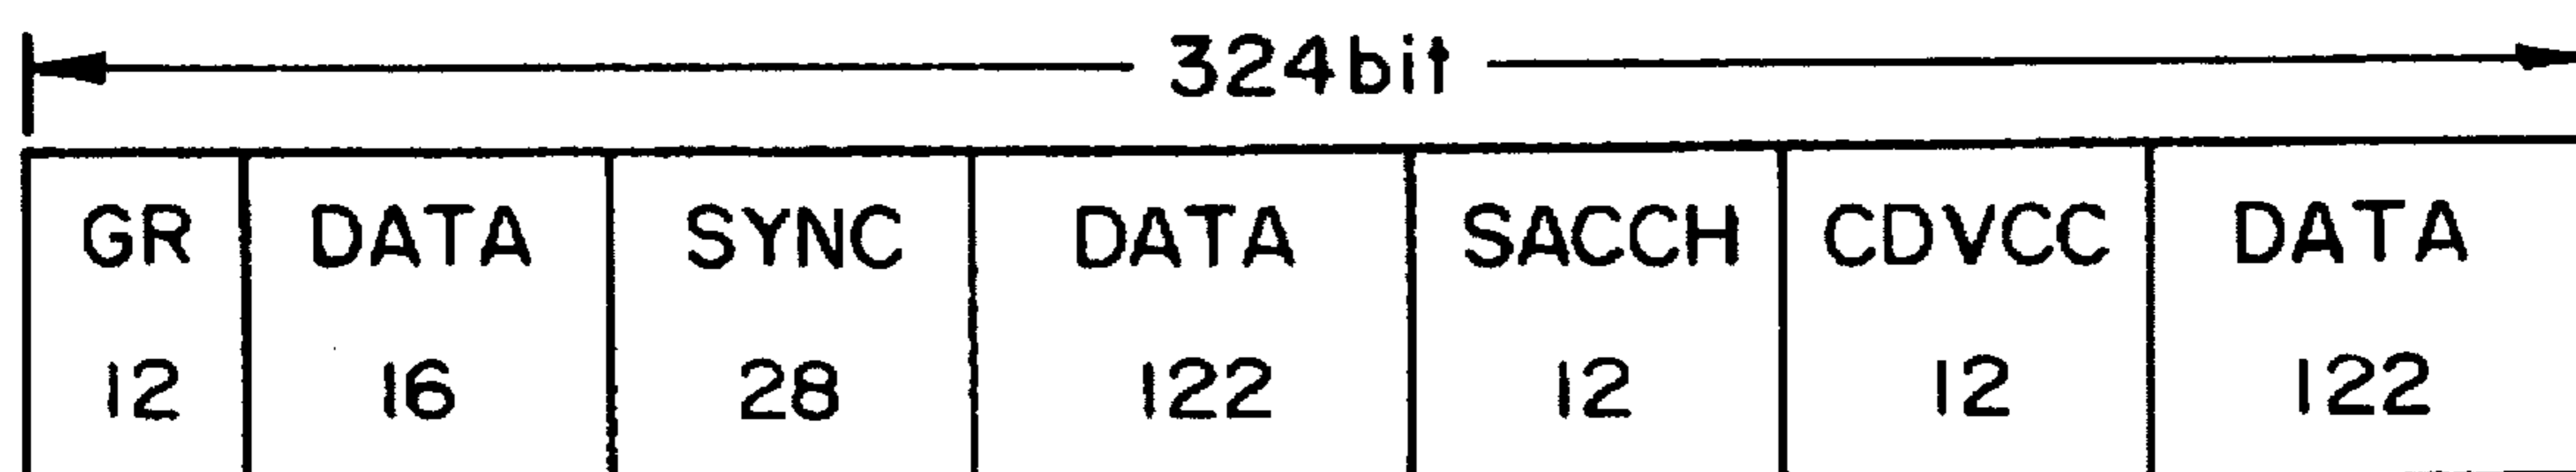 324bit
GR DATA SYNC DATA SACCH CDVCC DATA
12 16 28 122 12 12 122